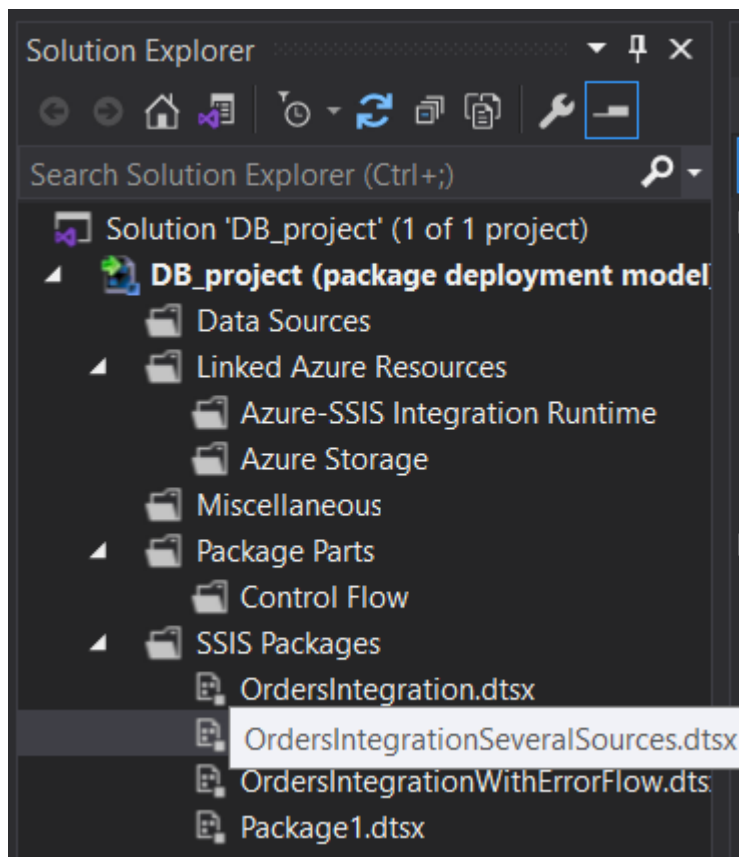 Solution Explorer
Search Solution Explorer (Ctrl+;)
Solution 'DB_project' (1 of 1 project)
DB_project (package deployment model
Data Sources
Linked Azure Resources
Azure-SSIS Integration Runtime
Azure Storage
Miscellaneous
Package Parts
Control Flow
SSIS Packages
OrdersIntegration.dtsx
OrdersIntegrationSeveralSources.dtsx
OrdersIntegrationWithErrorFlow.dts
Package1.dtsx